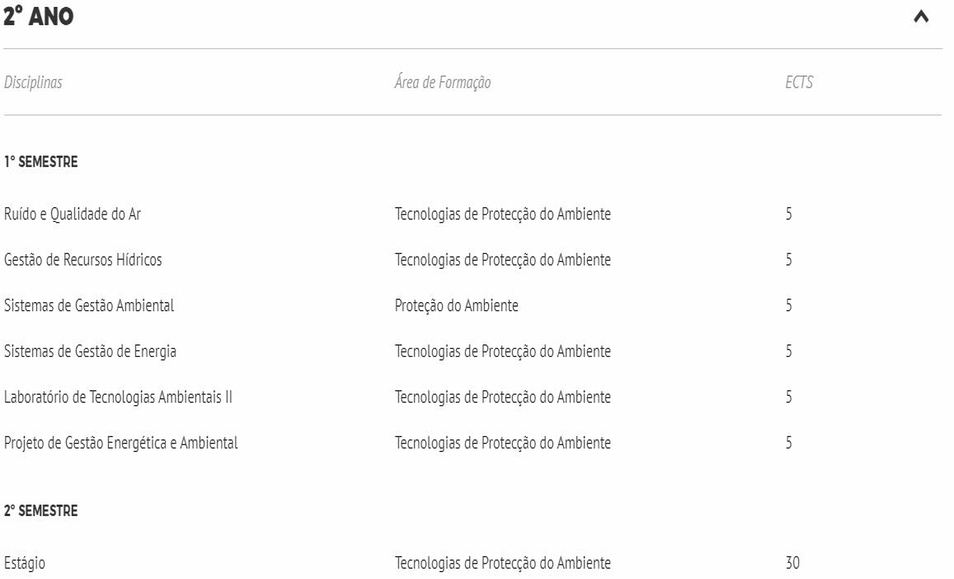 2º ANO
Disciplinas Área de Formação ECTS
1º SEMESTRE
Ruído e Qualidade do Ar Tecnologias de Protecção do Ambiente 5
Gestão de Recursos Hídricos Tecnologias de Protecção do Ambiente 5
Sistemas de Gestão Ambiental Proteção do Ambiente 5
Sistemas de Gestão de Energia Tecnologias de Protecção do Ambiente 5
Laboratório de Tecnologias Ambientais II Tecnologias de Protecção do Ambiente 5
Projeto de Gestão Energética e Ambiental Tecnologias de Protecção do Ambiente 5
2º SEMESTRE
Estágio Tecnologias de Protecção do Ambiente 30